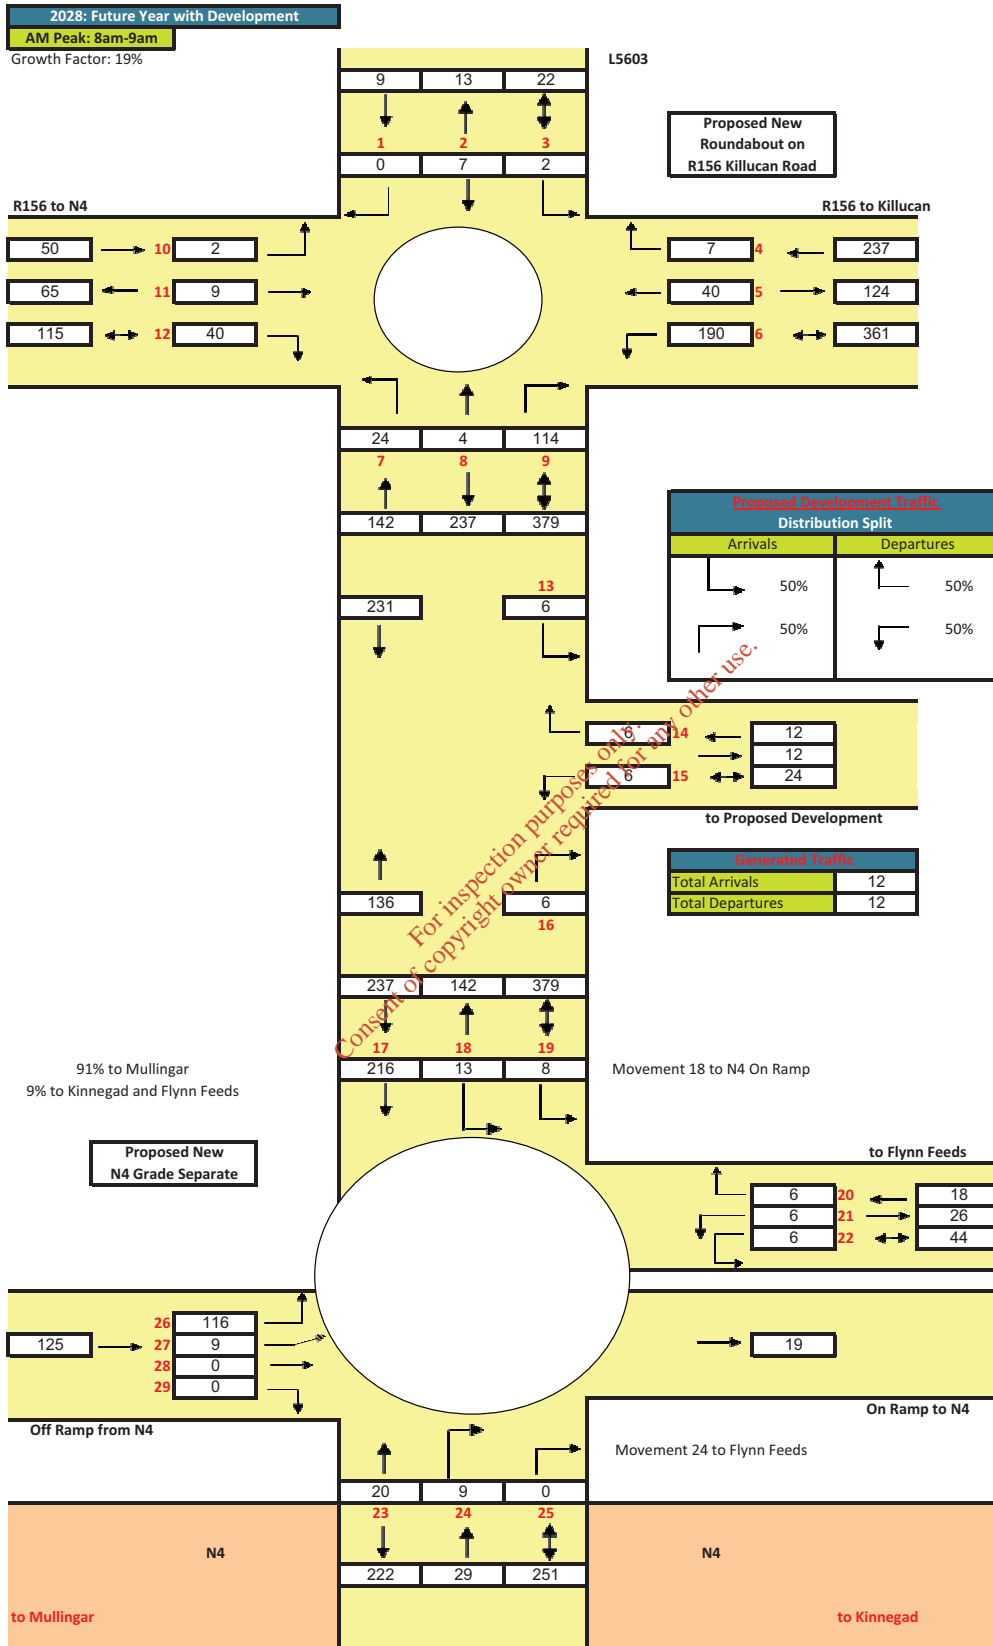 2028: Future Year with Development
AM Peak: 8am-9am
Growth Factor: 19%
L5603
9 13 22
1 2 3
0 7 2
Proposed New
Roundabout on
R156 Killucan Road
R156 to N4
R156 to Killucan
50 10 2
7 4 237
65 11 9
40 5 124
115 12 40
190 6 361
24 4 114
7 8 9
142 237 379
Proposed Development Traffic
Distribution Split
Arrivals Departures
50% 50%
50% 50%
13
231 6
6 14 12
12
6 15 24
to Proposed Development
Generated Traffic
Total Arrivals 12
Total Departures 12
136 6
16
For inspection purposes only.
Consent of copyright owner required for any other use.
237 142 379
17 18 19
216 13 8
91% to Mullingar
9% to Kinnegad and Flynn Feeds
Movement 18 to N4 On Ramp
Proposed New
N4 Grade Separate
to Flynn Feeds
6 20 18
6 21 26
6 22 44
26 116
125 27 9
28 0
29 0
19
Off Ramp from N4
On Ramp to N4
Movement 24 to Flynn Feeds
20 9 0
23 24 25
N4
N4
222 29 251
to Mullingar
to Kinnegad